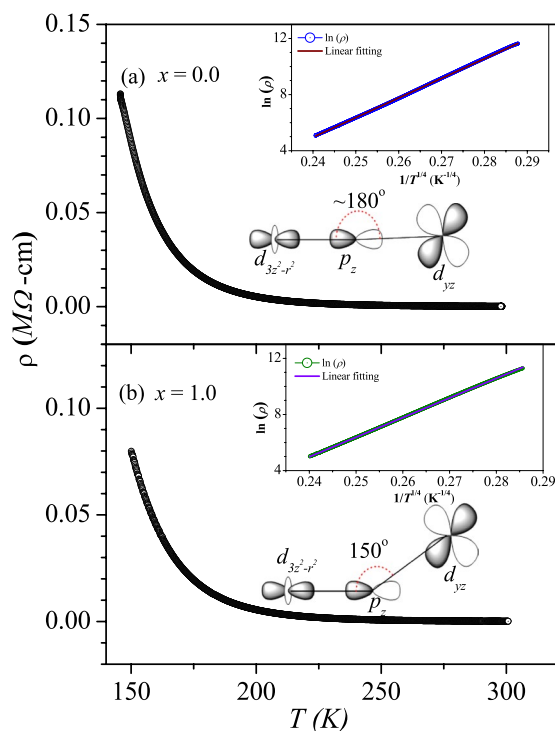 ρ (MΩ-cm)
0.15
0.10
0.05
0.00
(a) x = 0.0
ln (ρ)
12
8
4
ln (ρ)
Linear fitting
0.24 0.25 0.26 0.27 0.28 0.29
1/T^1/4 (K^-1/4)
~180°
d3z²-r²
pz
dyz
0.10
0.05
0.00
(b) x = 1.0
ln (ρ)
12
8
4
ln (ρ)
Linear fitting
0.24 0.25 0.26 0.27 0.28 0.29
1/T^1/4 (K^-1/4)
150°
d3z²-r²
pz
dyz
150 200 250 300
T (K)